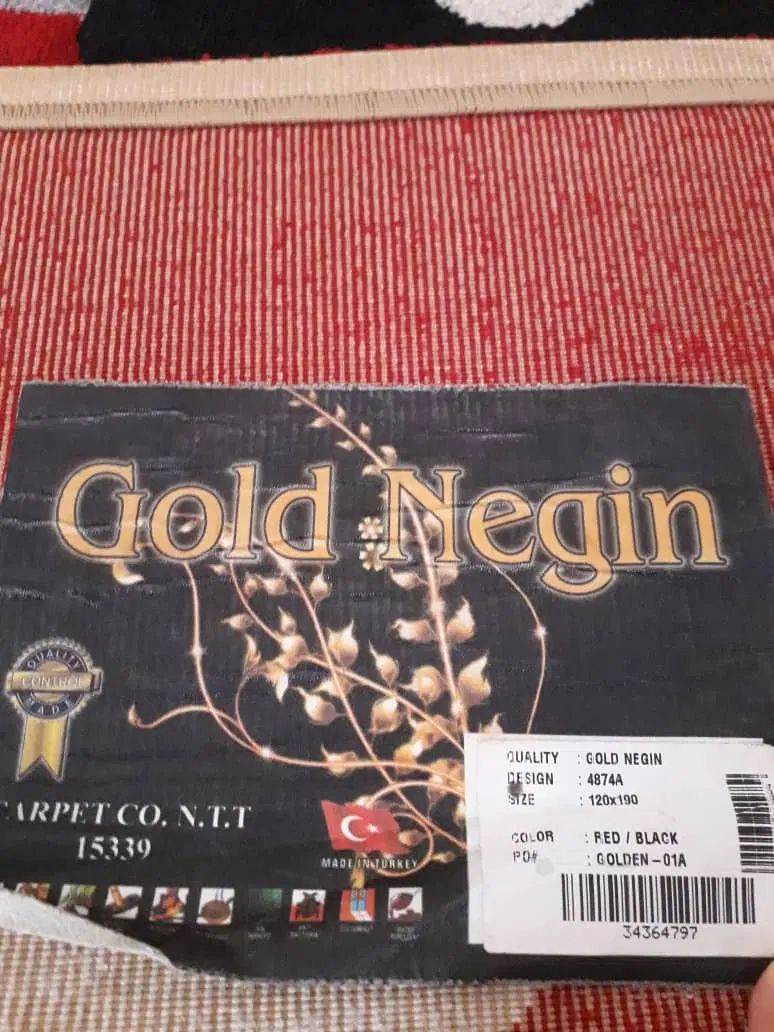 Gold Negin
QUALITY
CONTROL
MADE
CARPET CO. N.T.T
15339
MADE IN TURKEY
QUALITY : GOLD NEGIN
DESIGN : 4874A
SIZE : 120x190
COLOR : RED / BLACK
PO# : GOLDEN-01A
34364797